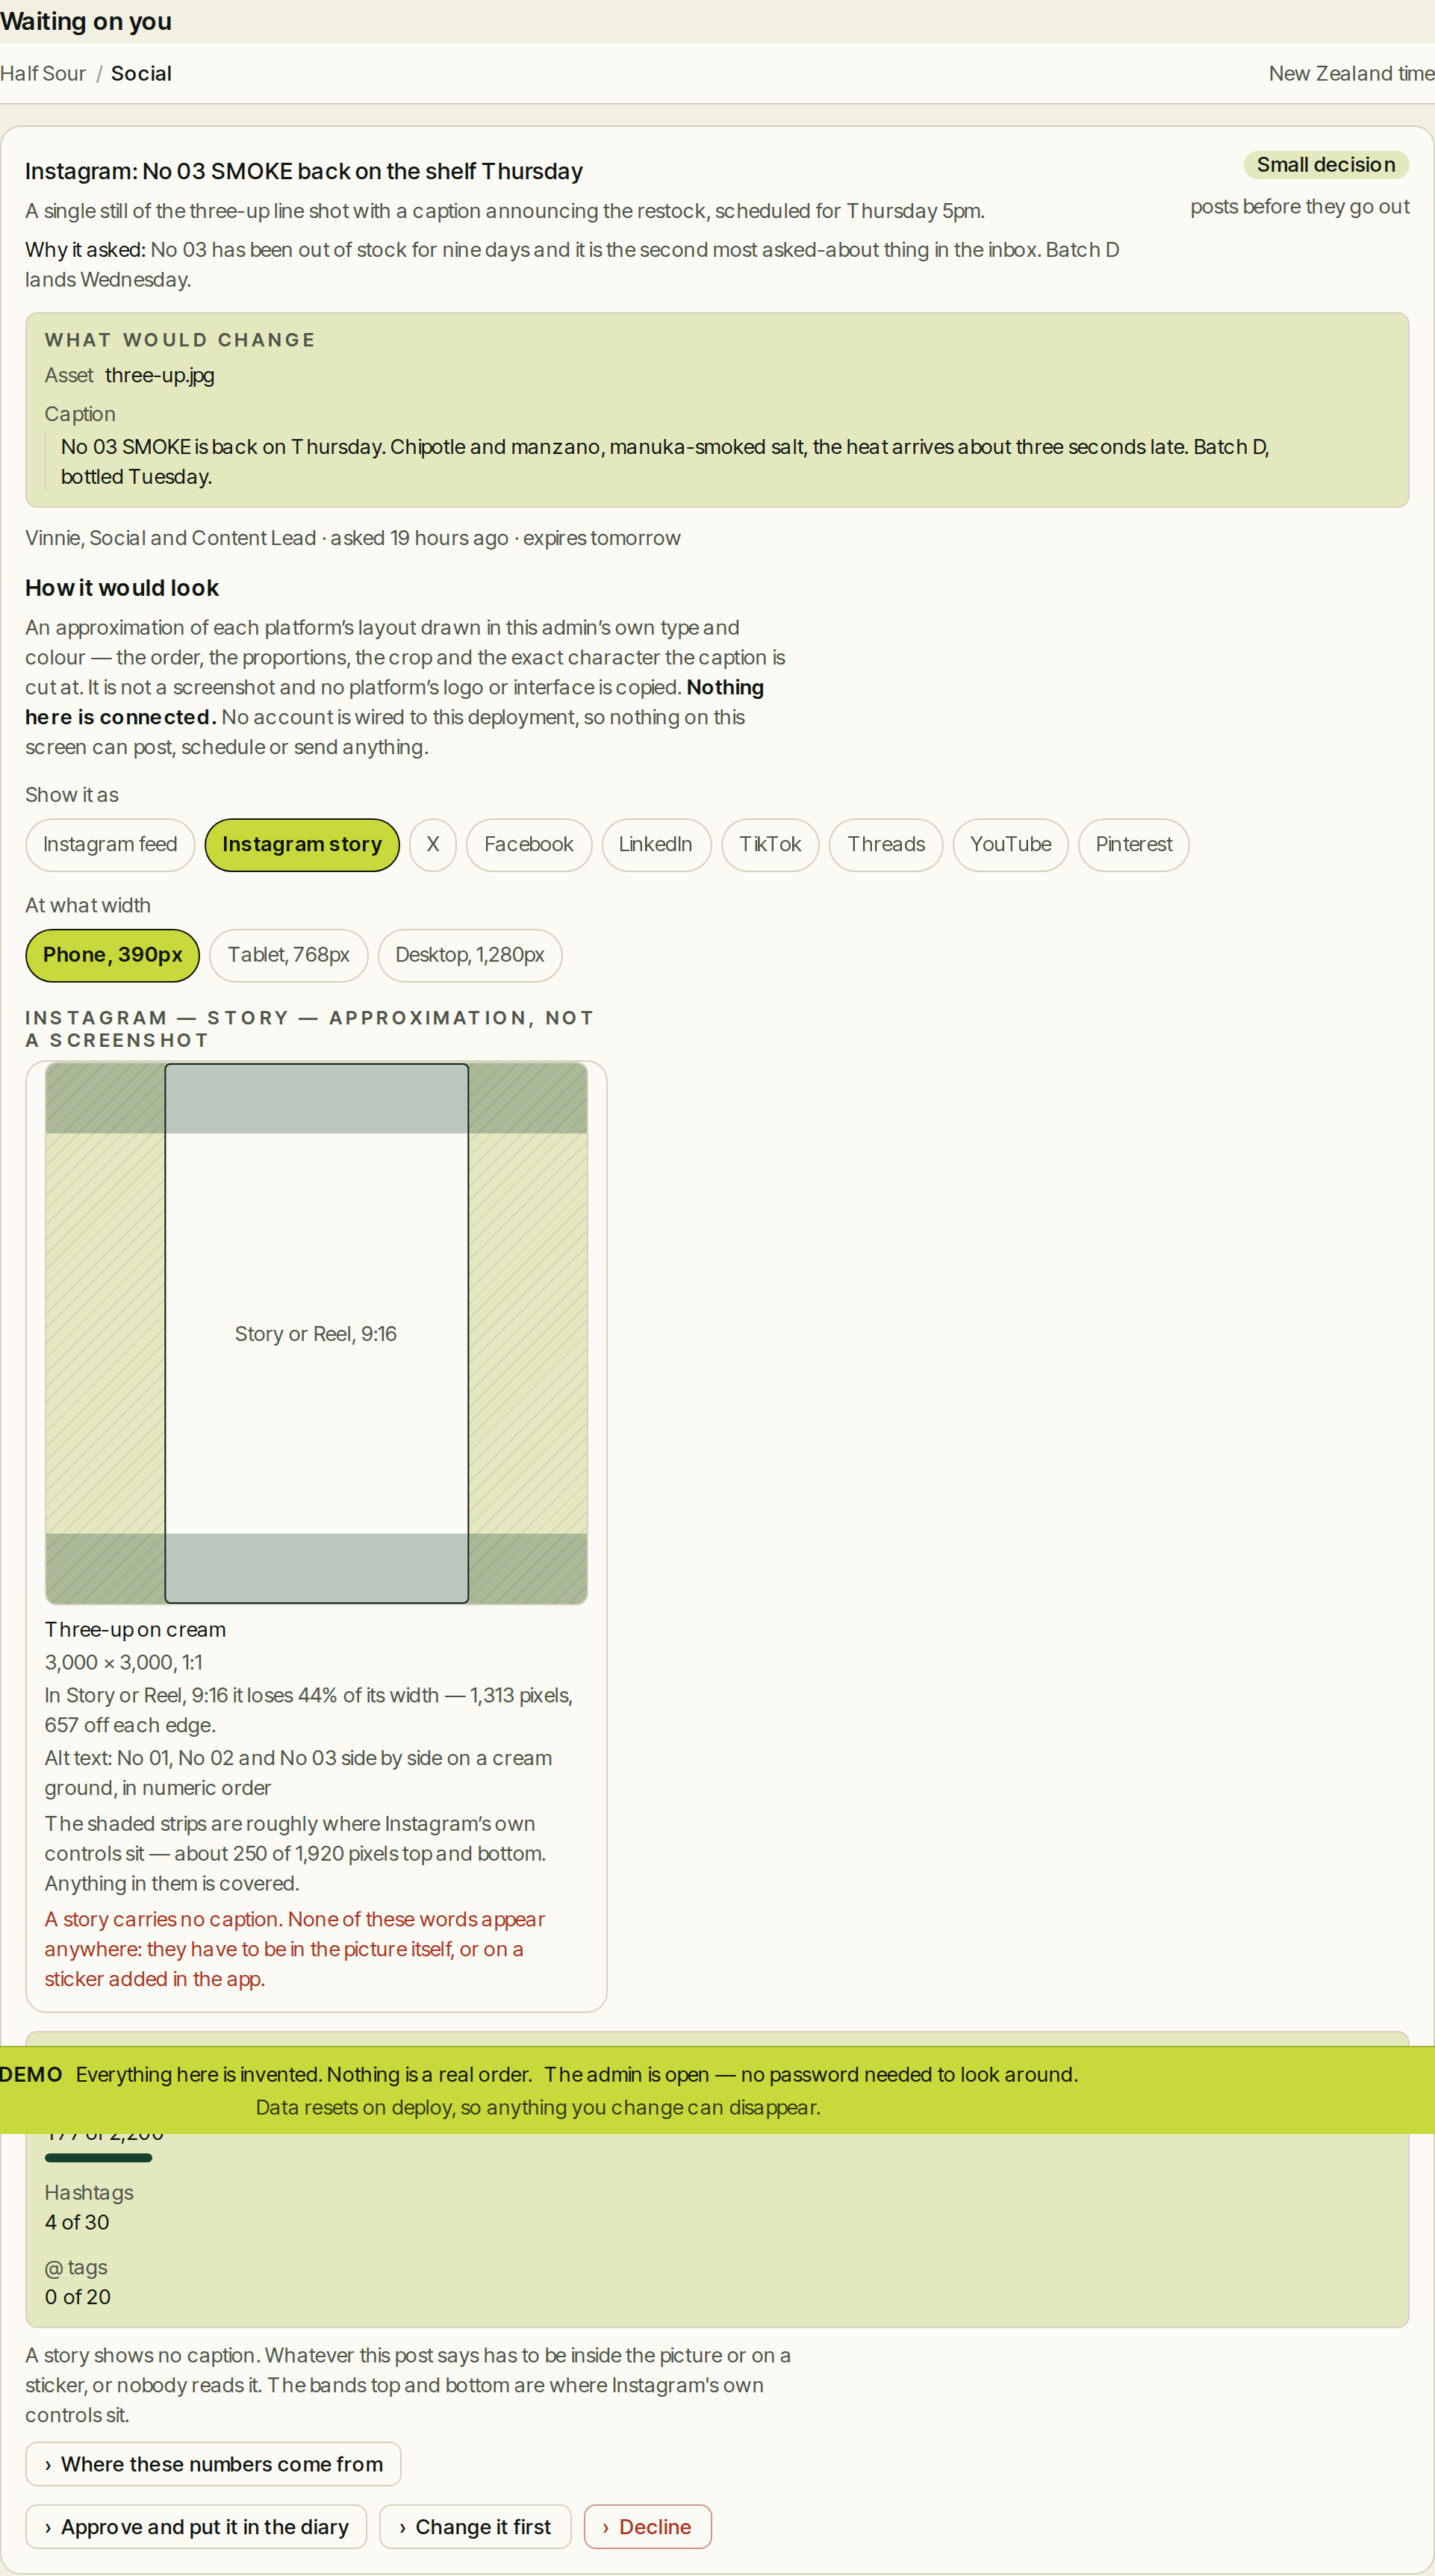 Waiting on you
Half Sour / Social
New Zealand time
Instagram: No 03 SMOKE back on the shelf Thursday
Small decision
A single still of the three-up line shot with a caption announcing the restock, scheduled for Thursday 5pm.
posts before they go out
Why it asked: No 03 has been out of stock for nine days and it is the second most asked-about thing in the inbox. Batch D
lands Wednesday.
WHAT WOULD CHANGE
Asset three-up.jpg
Caption
No 03 SMOKE is back on Thursday. Chipotle and manzano, manuka-smoked salt, the heat arrives about three seconds late. Batch D,
bottled Tuesday.
Vinnie, Social and Content Lead · asked 19 hours ago · expires tomorrow
How it would look
An approximation of each platform’s layout drawn in this admin’s own type and
colour — the order, the proportions, the crop and the exact character the caption is
cut at. It is not a screenshot and no platform’s logo or interface is copied. Nothing
here is connected. No account is wired to this deployment, so nothing on this
screen can post, schedule or send anything.
Show it as
Instagram feed Instagram story X Facebook LinkedIn TikTok Threads YouTube Pinterest
At what width
Phone, 390px Tablet, 768px Desktop, 1,280px
INSTAGRAM — STORY — APPROXIMATION, NOT
A SCREENSHOT
Story or Reel, 9:16
Three-up on cream
3,000 × 3,000, 1:1
In Story or Reel, 9:16 it loses 44% of its width — 1,313 pixels,
657 off each edge.
Alt text: No 01, No 02 and No 03 side by side on a cream
ground, in numeric order
The shaded strips are roughly where Instagram’s own
controls sit — about 250 of 1,920 pixels top and bottom.
Anything in them is covered.
A story carries no caption. None of these words appear
anywhere: they have to be in the picture itself, or on a
sticker added in the app.
DEMO Everything here is invented. Nothing is a real order. The admin is open — no password needed to look around.
Data resets on deploy, so anything you change can disappear.
177 of 2,200
Hashtags
4 of 30
@ tags
0 of 20
A story shows no caption. Whatever this post says has to be inside the picture or on a
sticker, or nobody reads it. The bands top and bottom are where Instagram's own
controls sit.
› Where these numbers come from
› Approve and put it in the diary › Change it first › Decline